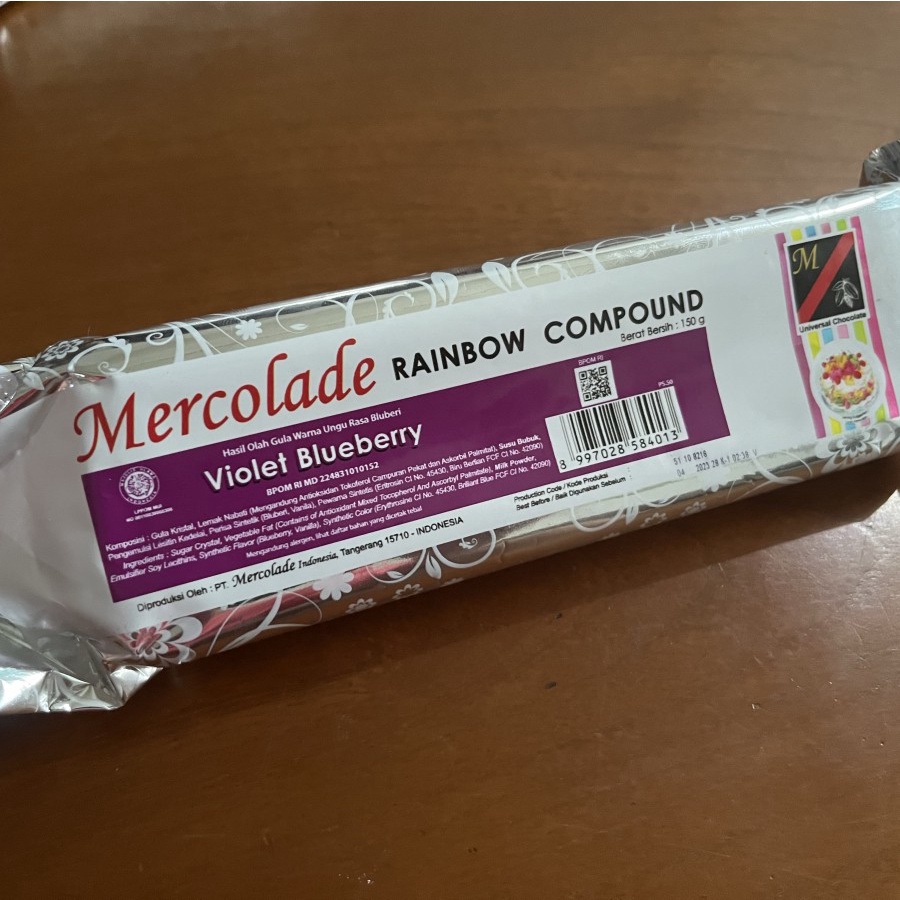 Mercolade RAINBOW COMPOUND
Berat Bersih : 150 g
Hasil Olah Gula Warna Ungu Rasa Bluberi
Violet Blueberry
BPOM RI MD 224831010152
Komposisi : Gula Kristal, Lemak Nabati (Mengandung Antioksidan Tokoferol Campuran Pekat dan Askorbil Palmitat), Susu Bubuk,
Pengemulsi Lesitin Kedelai, Perisa Sintetik (Bluberi, Vanila), Pewarna Sintetis (Eritrosin CI No. 45430, Biru Berlian FCF CI No. 42090)
Ingredients : Sugar Crystal, Vegetable Fat (Contains of Antioxidant Mixed Tocopherol And Ascorbyl Palmitate), Milk Powder,
Emulsifier Soy Lecithins, Synthetic Flavor (Blueberry, Vanilla), Synthetic Color (Erythrosine CI No. 45430, Brilliant Blue FCF CI No. 42090)
Mengandung alergen, lihat daftar bahan yang dicetak tebal
Diproduksi Oleh : PT. Mercolade Indonesia, Tangerang 15710 - INDONESIA
LPPOM MUI
BPOM RI
P5.50
8 997028 584013
Production Code / Kode Produksi :
Best Before / Baik Digunakan Sebelum :
M
Universal Chocolate